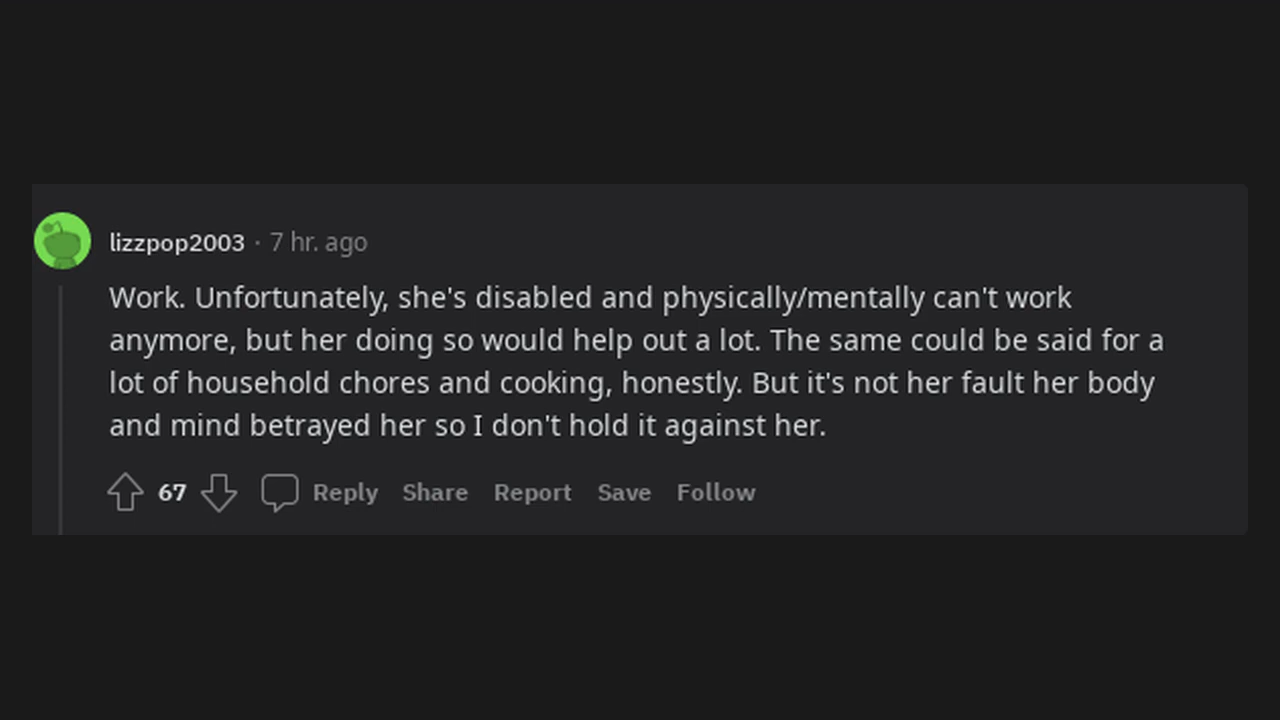 lizzpop2003 · 7 hr. ago
Work. Unfortunately, she's disabled and physically/mentally can't work
anymore, but her doing so would help out a lot. The same could be said for a
lot of household chores and cooking, honestly. But it's not her fault her body
and mind betrayed her so I don't hold it against her.
67 Reply Share Report Save Follow